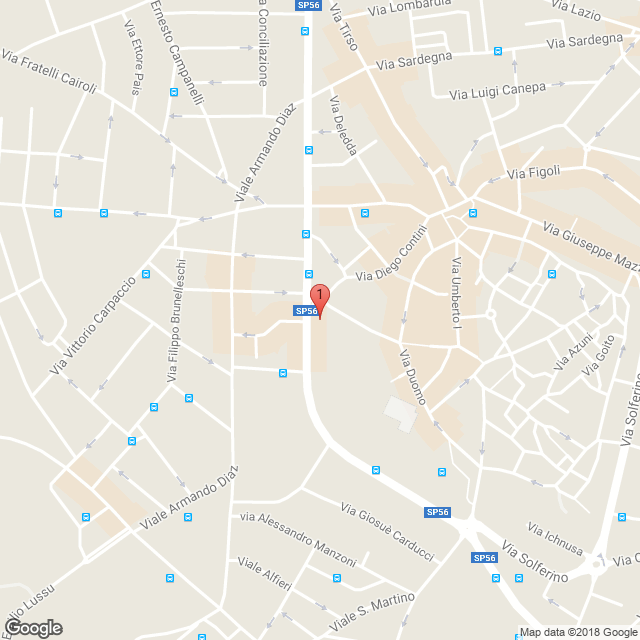 SP56
Via Lombardia
Via Lazio
Via Tirso
Via Conciliazione
Ernesto Campanelli
Via Ettore Pais
Via Fratelli Cairoli
Via Sardegna
Via Sardegna
Via Luigi Canepa
Via Deledda
Viale Armando Diaz
Via Figoli
Via Giuseppe Mazz
Via Diego Contini
Via Umberto I
Via Vittorio Carpaccio
Via Filippo Brunelleschi
1
SP56
Via Azuni
Via Goito
Via Duomo
Via Solferino
Viale Armando Diaz
SP56
via Alessandro Manzoni
Via Giosuè Carducci
Via Ichnusa
SP56
Via Solferino
Viale Alfieri
Viale S. Martino
io Lussu
Google
Map data ©2018 Google